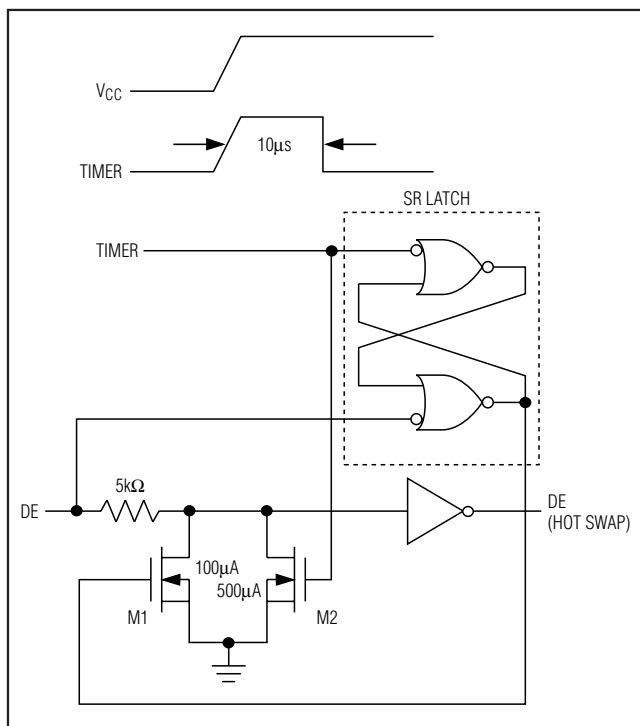 VCC
10μs
TIMER
SR LATCH
TIMER
5kΩ
DE
DE
(HOT SWAP)
100μA
500μA
M1
M2